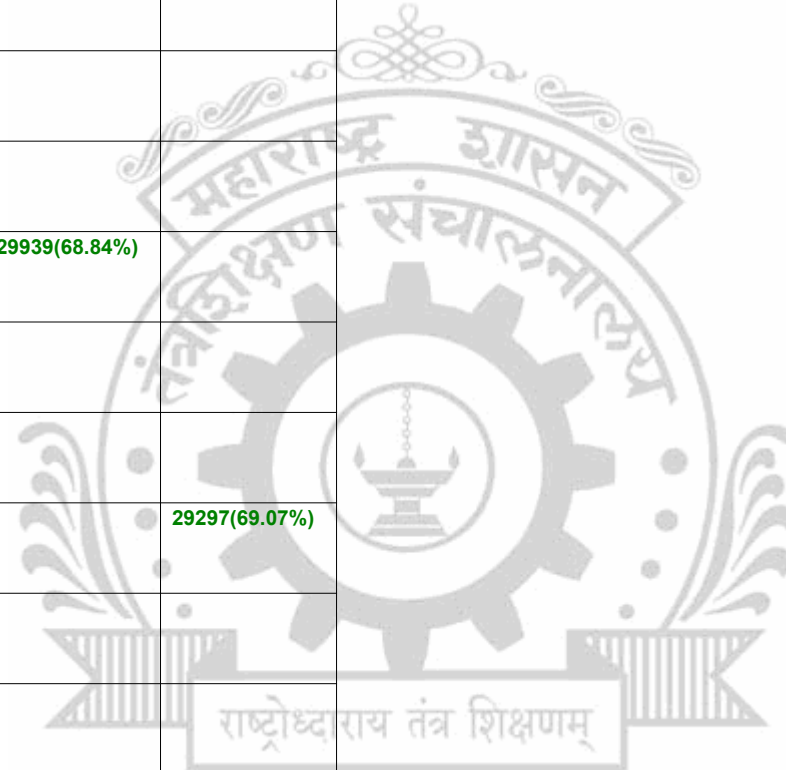 महाराष्ट्र शासन
तंत्रशिक्षण संचालनालय
29939(68.84%)
29297(69.07%)
राष्ट्रोध्दाराय तंत्र शिक्षणम्